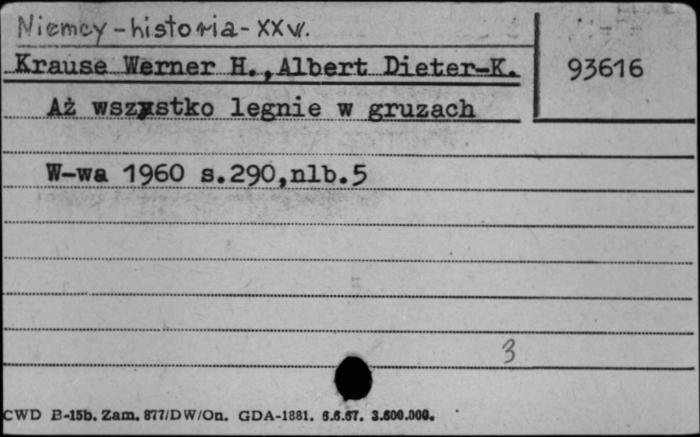 Niemcy - historia - XX w.
Krause Werner H., Albert Dieter-K.
93616
Aż wszystko legnie w gruzach
W-wa 1960 s.290,nlb.5
3
CWD B-15b. Zam. 877/DW/On. GDA-1881. 6.6.67. 3.600.000.